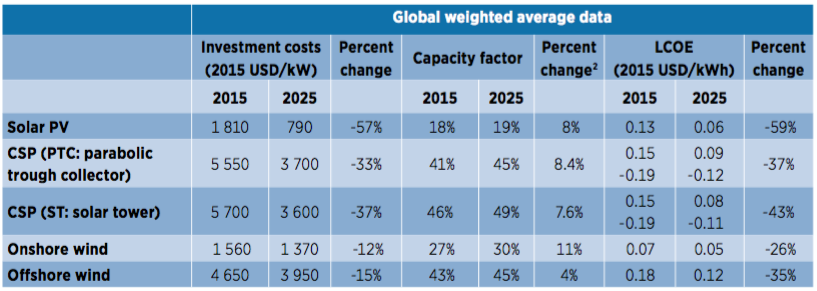 Global weighted average data
Investment costs (2015 USD/kW) Percent change Capacity factor Percent change² LCOE (2015 USD/kWh) Percent change
2015 2025 2015 2025 2015 2025
Solar PV 1 810 790 -57% 18% 19% 8% 0.13 0.06 -59%
CSP (PTC: parabolic trough collector) 5 550 3 700 -33% 41% 45% 8.4% 0.15 -0.19 0.09 -0.12 -37%
CSP (ST: solar tower) 5 700 3 600 -37% 46% 49% 7.6% 0.15 -0.19 0.08 -0.11 -43%
Onshore wind 1 560 1 370 -12% 27% 30% 11% 0.07 0.05 -26%
Offshore wind 4 650 3 950 -15% 43% 45% 4% 0.18 0.12 -35%